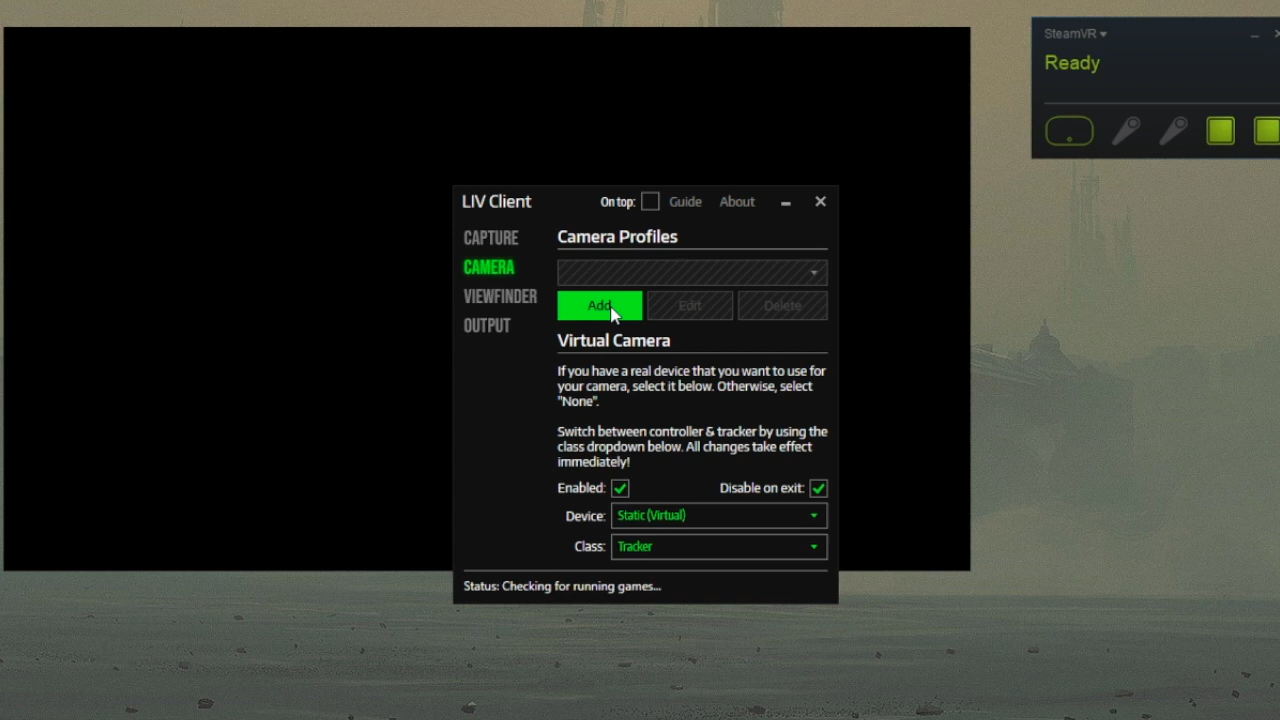 SteamVR
Ready
LIV Client
On top:
Guide
About
CAPTURE
CAMERA
VIEWFINDER
OUTPUT
Camera Profiles
Add
Edit
Delete
Virtual Camera
If you have a real device that you want to use for
your camera, select it below. Otherwise, select
"None".
Switch between controller & tracker by using the
class dropdown below. All changes take effect
immediately!
Enabled:
Disable on exit:
Device: Static (Virtual)
Class: Tracker
Status: Checking for running games...